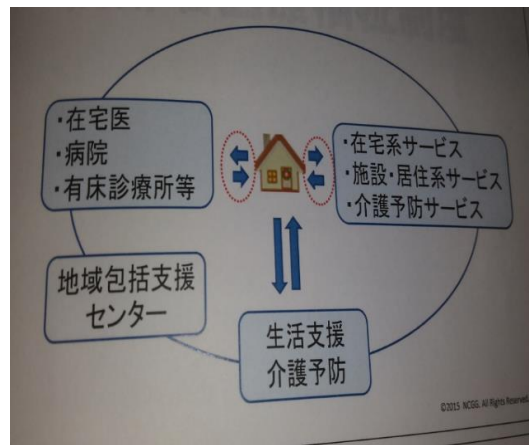 ・在宅医
・病院
・有床診療所等
・在宅系サービス
・施設・居住系サービス
・介護予防サービス
地域包括支援
センター
生活支援
介護予防
©2015 NCGG. All Rights Reserved.